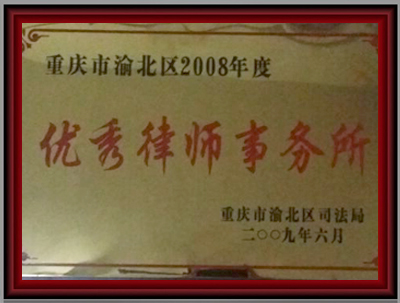 重庆市渝北区2008年度
优秀律师事务所
重庆市渝北区司法局
二〇〇九年六月